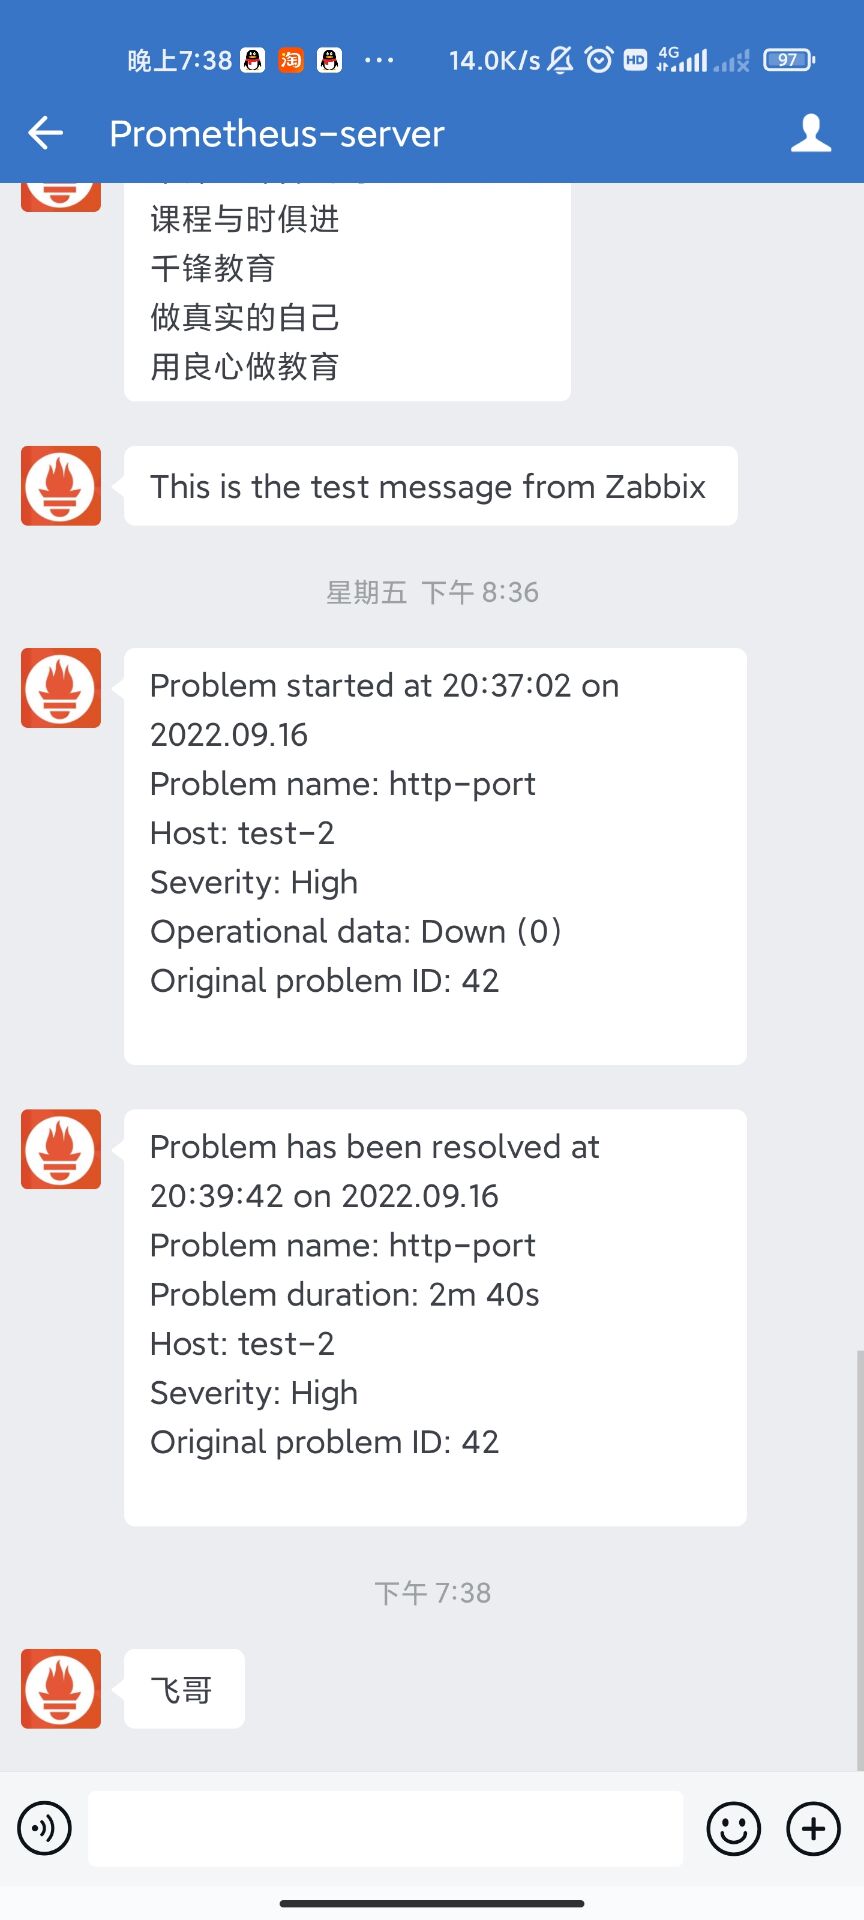 晚上7:38 淘 ··· 14.0K/s HD 4G 97
Prometheus-server
课程与时俱进
千锋教育
做真实的自己
用良心做教育
This is the test message from Zabbix
星期五 下午 8:36
Problem started at 20:37:02 on
2022.09.16
Problem name: http-port
Host: test-2
Severity: High
Operational data: Down (0)
Original problem ID: 42
Problem has been resolved at
20:39:42 on 2022.09.16
Problem name: http-port
Problem duration: 2m 40s
Host: test-2
Severity: High
Original problem ID: 42
下午 7:38
飞哥